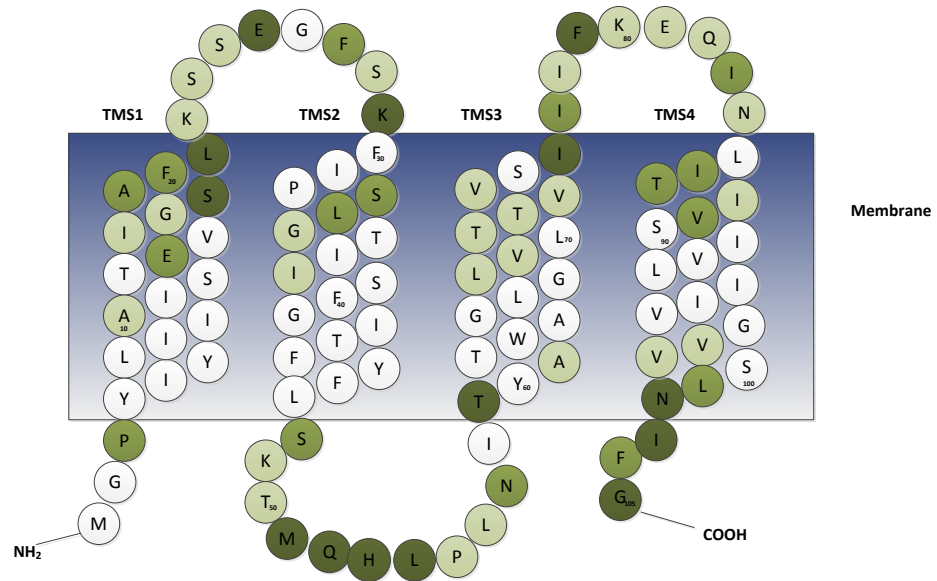 K
S
S
E
G
F
S
K
I
I
F
K80
E
Q
I
N
TMS1
TMS2
TMS3
TMS4
A
I
T
A10
L
Y
P
G
M
NH2
F20
G
E
I
I
I
L
S
V
S
I
Y
P
G
I
G
F
L
S
K
T50
M
Q
H
L
P
L
N
I
T
I
L
I
F40
T
F
F30
S
T
S
I
Y
V
T
L
G
T
S
T
V
L
W
Y60
I
V
L70
G
A
A
T
S90
L
V
V
N
I
F
G105
COOH
I
V
V
I
V
L
L
I
I
I
G
S100
Membrane